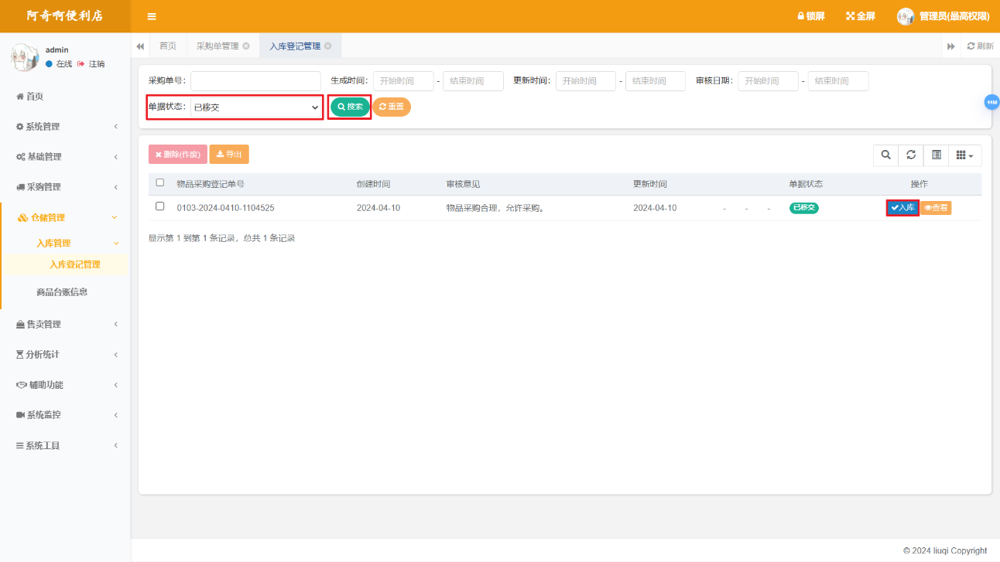 阿奇啊便利店
锁屏 全屏 管理员(最高权限)
admin
在线 注销
首页 采购单管理 入库登记管理 刷新
首页
系统管理
基础管理
采购管理
仓储管理
入库管理
入库登记管理
商品台账信息
售卖管理
分析统计
辅助功能
系统监控
系统工具
采购单号： 生成时间： 开始时间 - 结束时间 更新时间： 开始时间 - 结束时间 审核日期： 开始时间 - 结束时间
单据状态： 已移交 搜索 重置
删除(作废) 导出
物品采购登记单号 创建时间 审核意见 更新时间 单据状态 操作
0103-2024-0410-1104525 2024-04-10 物品采购合理，允许采购。 2024-04-10 - - - 已移交 入库 查看
显示第 1 到第 1 条记录，总共 1 条记录
© 2024 liuqi Copyright